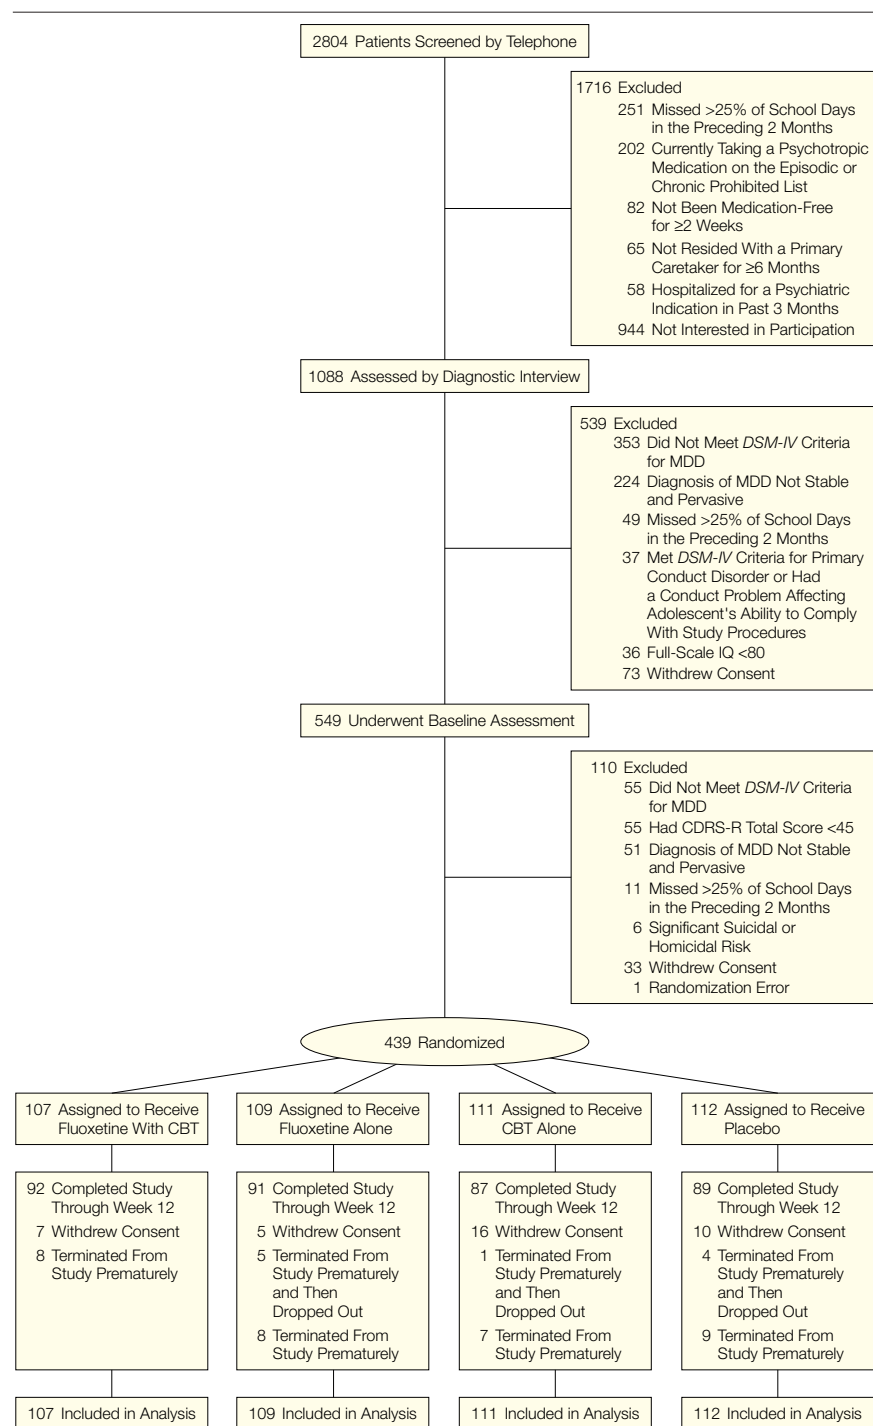 2804 Patients Screened by Telephone
1716 Excluded
251 Missed >25% of School Days
in the Preceding 2 Months
202 Currently Taking a Psychotropic
Medication on the Episodic or
Chronic Prohibited List
82 Not Been Medication-Free
for ≥2 Weeks
65 Not Resided With a Primary
Caretaker for ≥6 Months
58 Hospitalized for a Psychiatric
Indication in Past 3 Months
944 Not Interested in Participation
1088 Assessed by Diagnostic Interview
539 Excluded
353 Did Not Meet DSM-IV Criteria
for MDD
224 Diagnosis of MDD Not Stable
and Pervasive
49 Missed >25% of School Days
in the Preceding 2 Months
37 Met DSM-IV Criteria for Primary
Conduct Disorder or Had
a Conduct Problem Affecting
Adolescent's Ability to Comply
With Study Procedures
36 Full-Scale IQ <80
73 Withdrew Consent
549 Underwent Baseline Assessment
110 Excluded
55 Did Not Meet DSM-IV Criteria
for MDD
55 Had CDRS-R Total Score <45
51 Diagnosis of MDD Not Stable
and Pervasive
11 Missed >25% of School Days
in the Preceding 2 Months
6 Significant Suicidal or
Homicidal Risk
33 Withdrew Consent
1 Randomization Error
439 Randomized
107 Assigned to Receive
Fluoxetine With CBT
109 Assigned to Receive
Fluoxetine Alone
111 Assigned to Receive
CBT Alone
112 Assigned to Receive
Placebo
92 Completed Study
Through Week 12
7 Withdrew Consent
8 Terminated From
Study Prematurely
91 Completed Study
Through Week 12
5 Withdrew Consent
5 Terminated From
Study Prematurely
and Then
Dropped Out
8 Terminated From
Study Prematurely
87 Completed Study
Through Week 12
16 Withdrew Consent
1 Terminated From
Study Prematurely
and Then
Dropped Out
7 Terminated From
Study Prematurely
89 Completed Study
Through Week 12
10 Withdrew Consent
4 Terminated From
Study Prematurely
and Then
Dropped Out
9 Terminated From
Study Prematurely
107 Included in Analysis
109 Included in Analysis
111 Included in Analysis
112 Included in Analysis